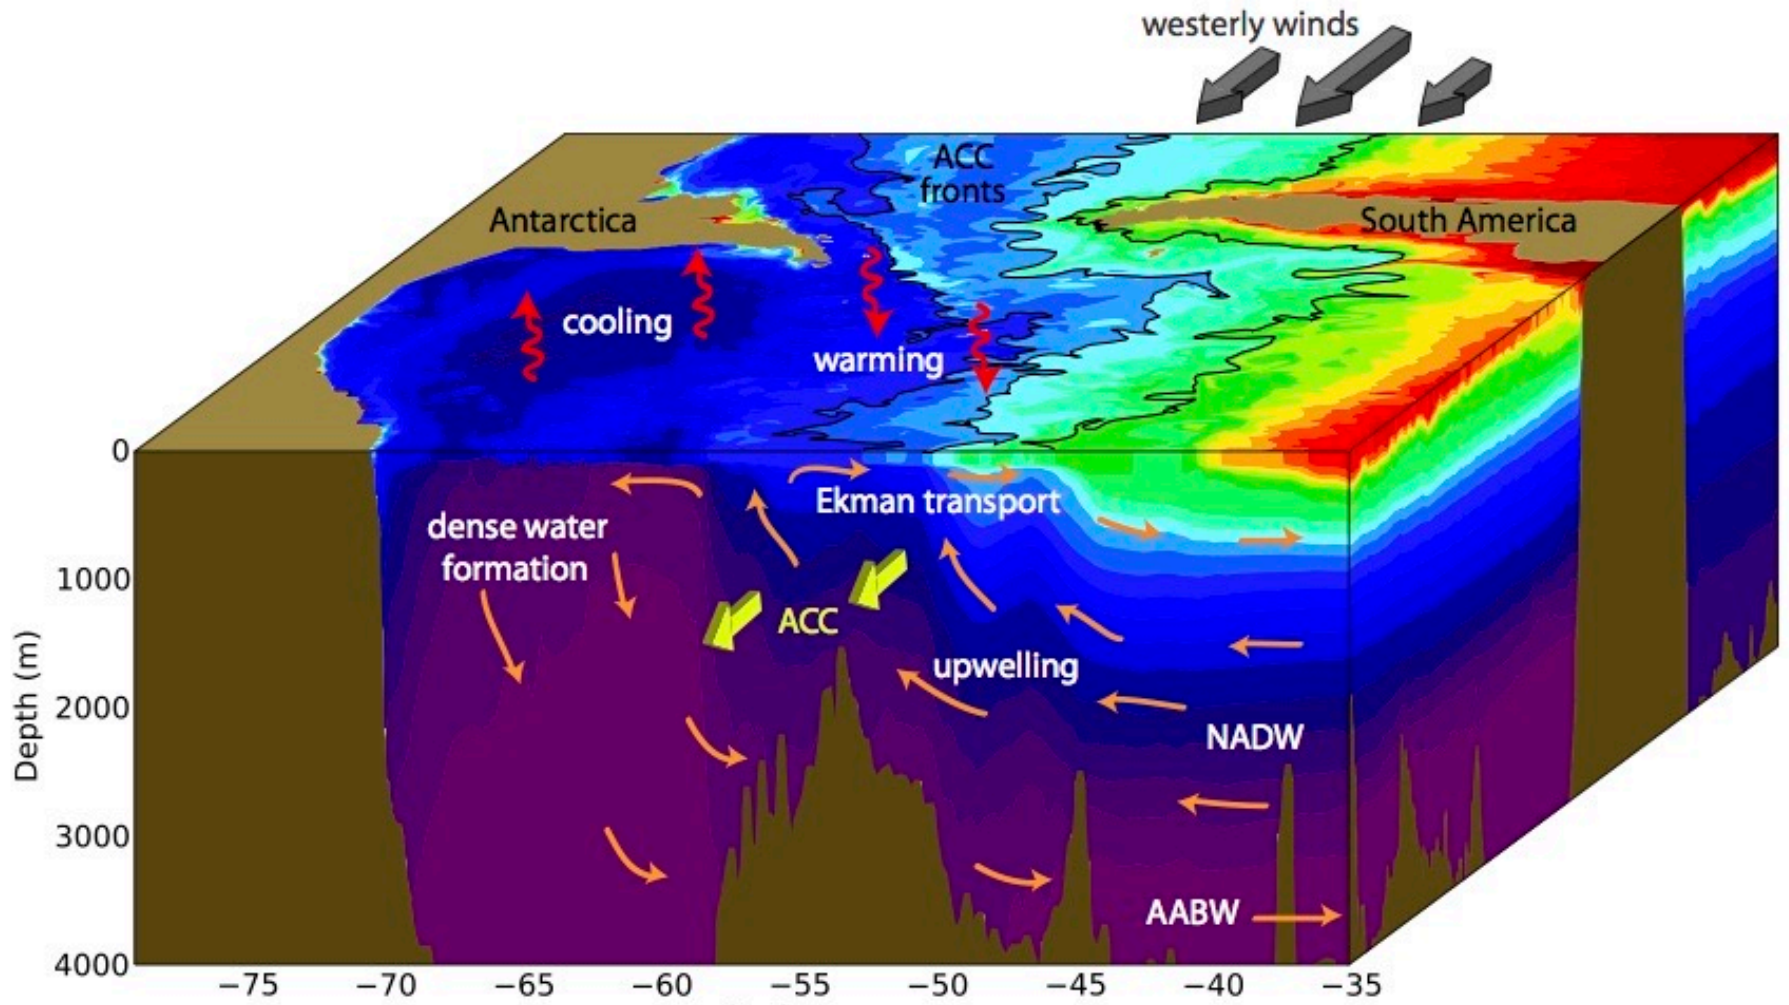 westerly winds
ACC
fronts
Antarctica
South America
cooling
warming
0
Ekman transport
dense water
formation
1000
ACC
upwelling
2000
NADW
Depth (m)
3000
AABW
4000
−75
−70
−65
−60
−55
−50
−45
−40
−35